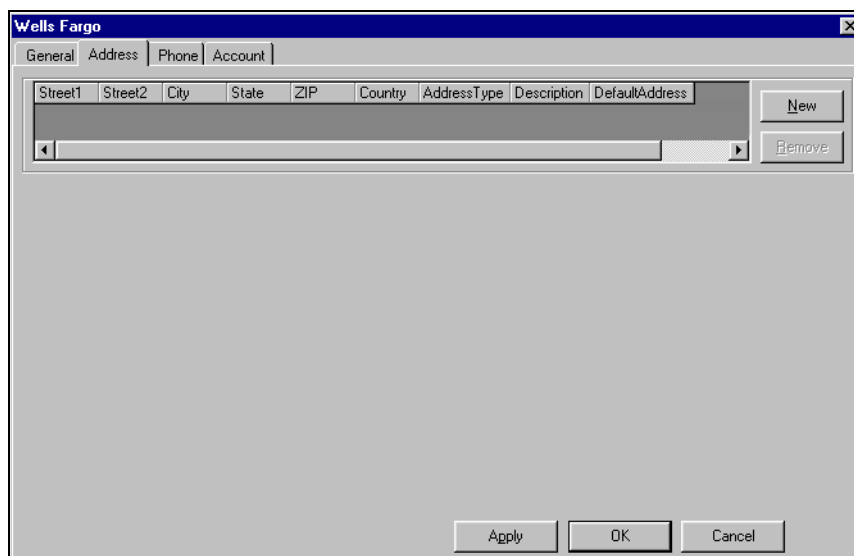 Wells Fargo
General Address Phone Account
Street1 Street2 City State ZIP Country AddressType Description DefaultAddress
New
Remove
Apply OK Cancel